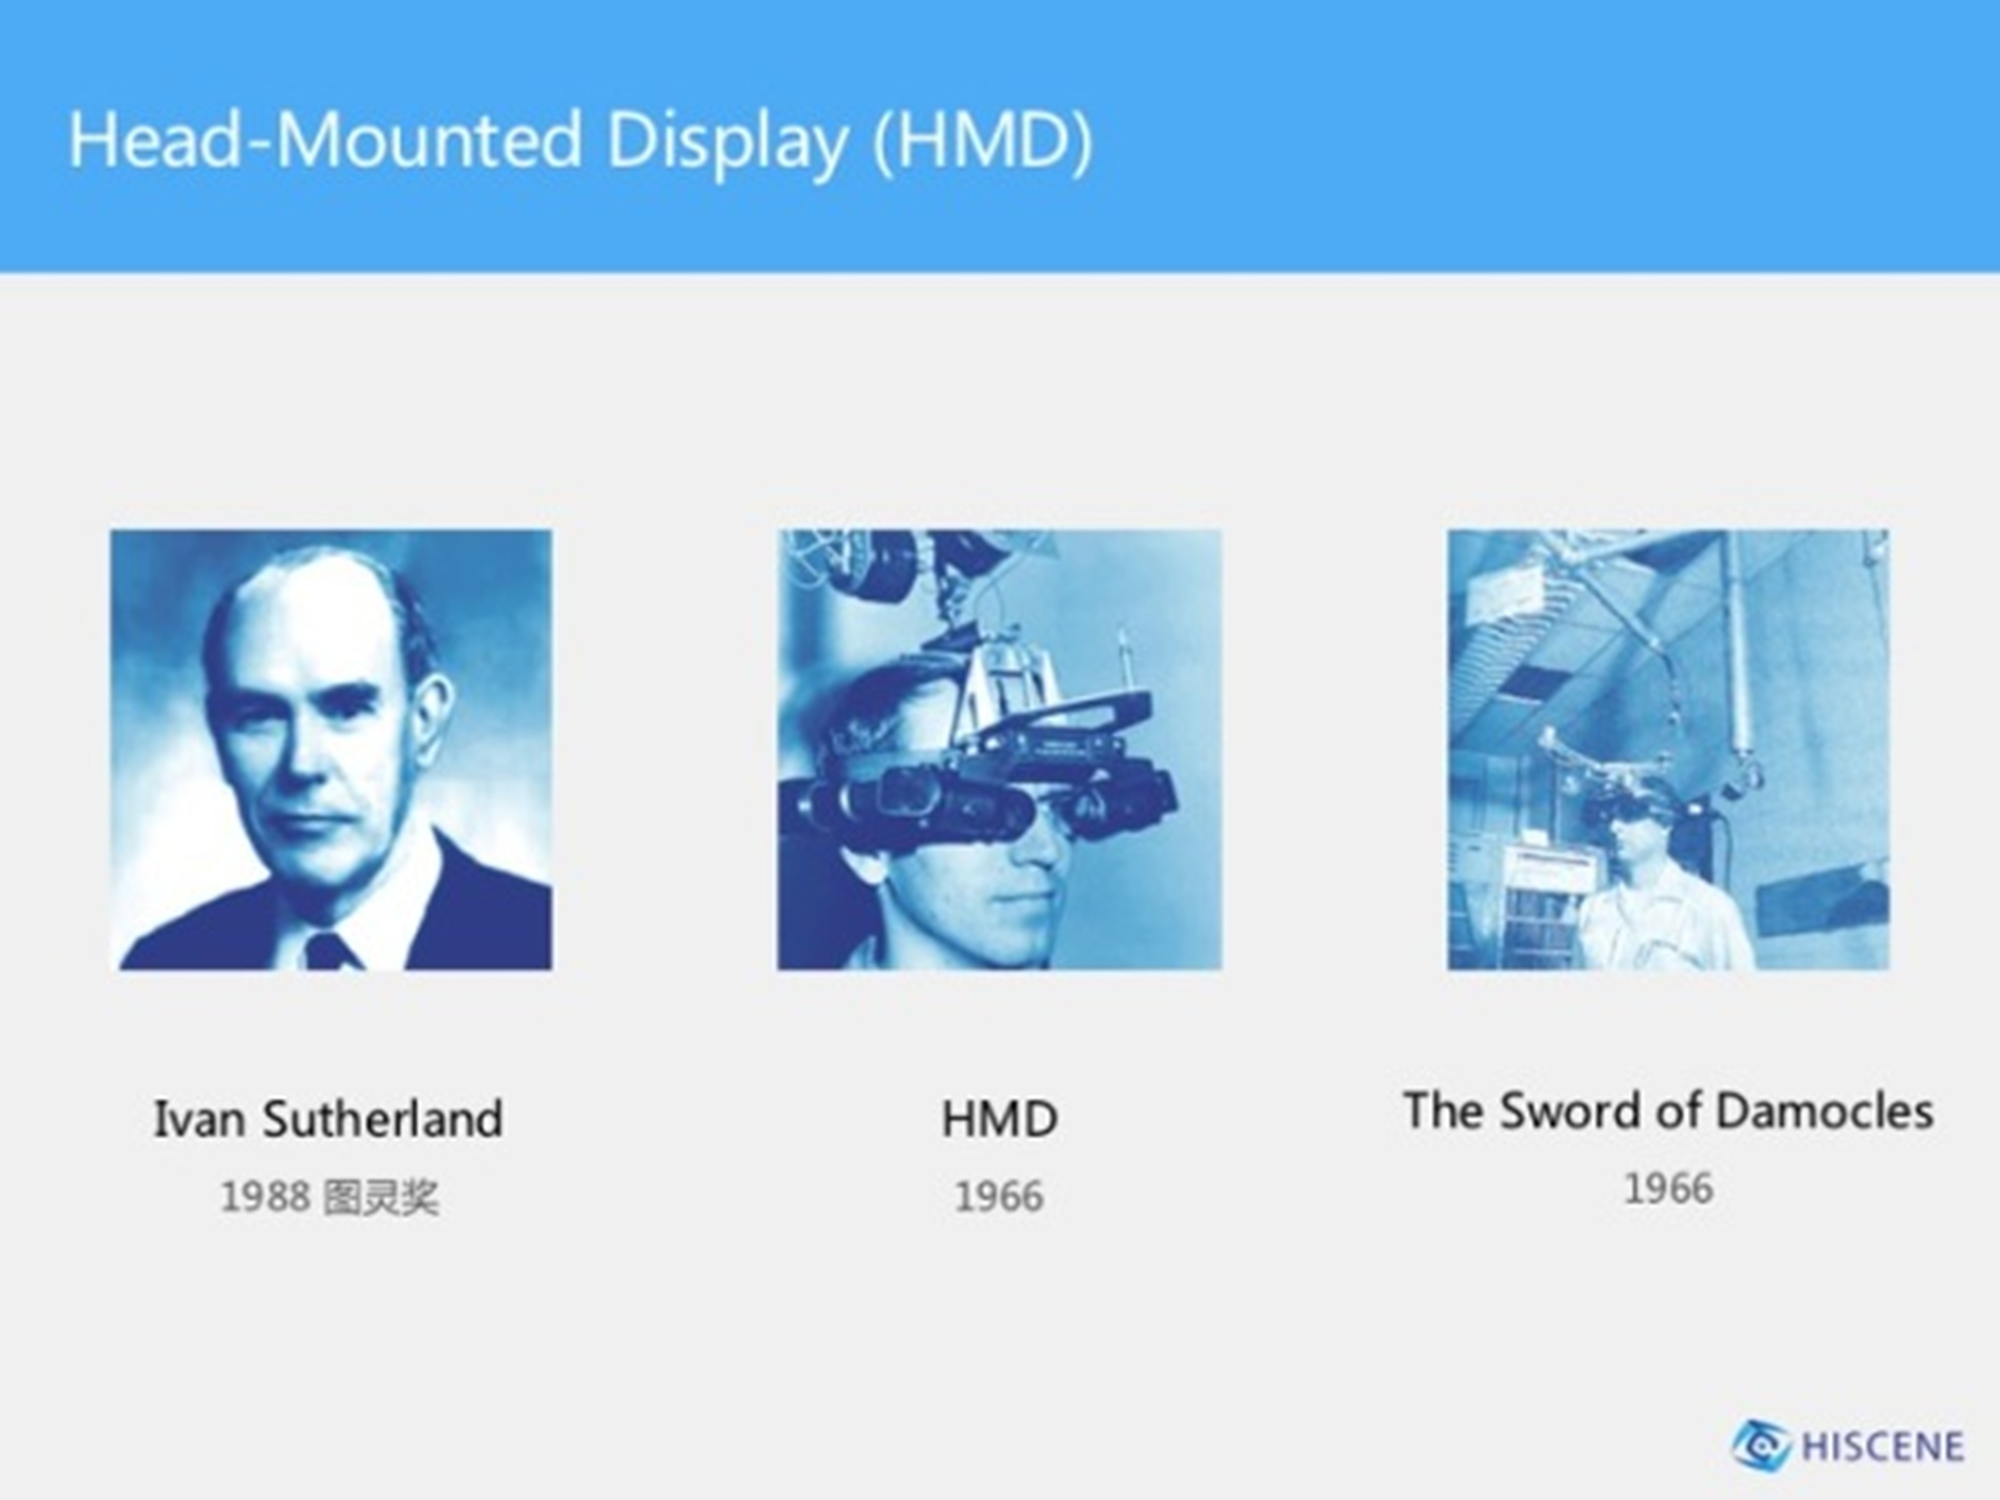 Head-Mounted Display (HMD)
Ivan Sutherland
1988 图灵奖
HMD
1966
The Sword of Damocles
1966
HISCENE